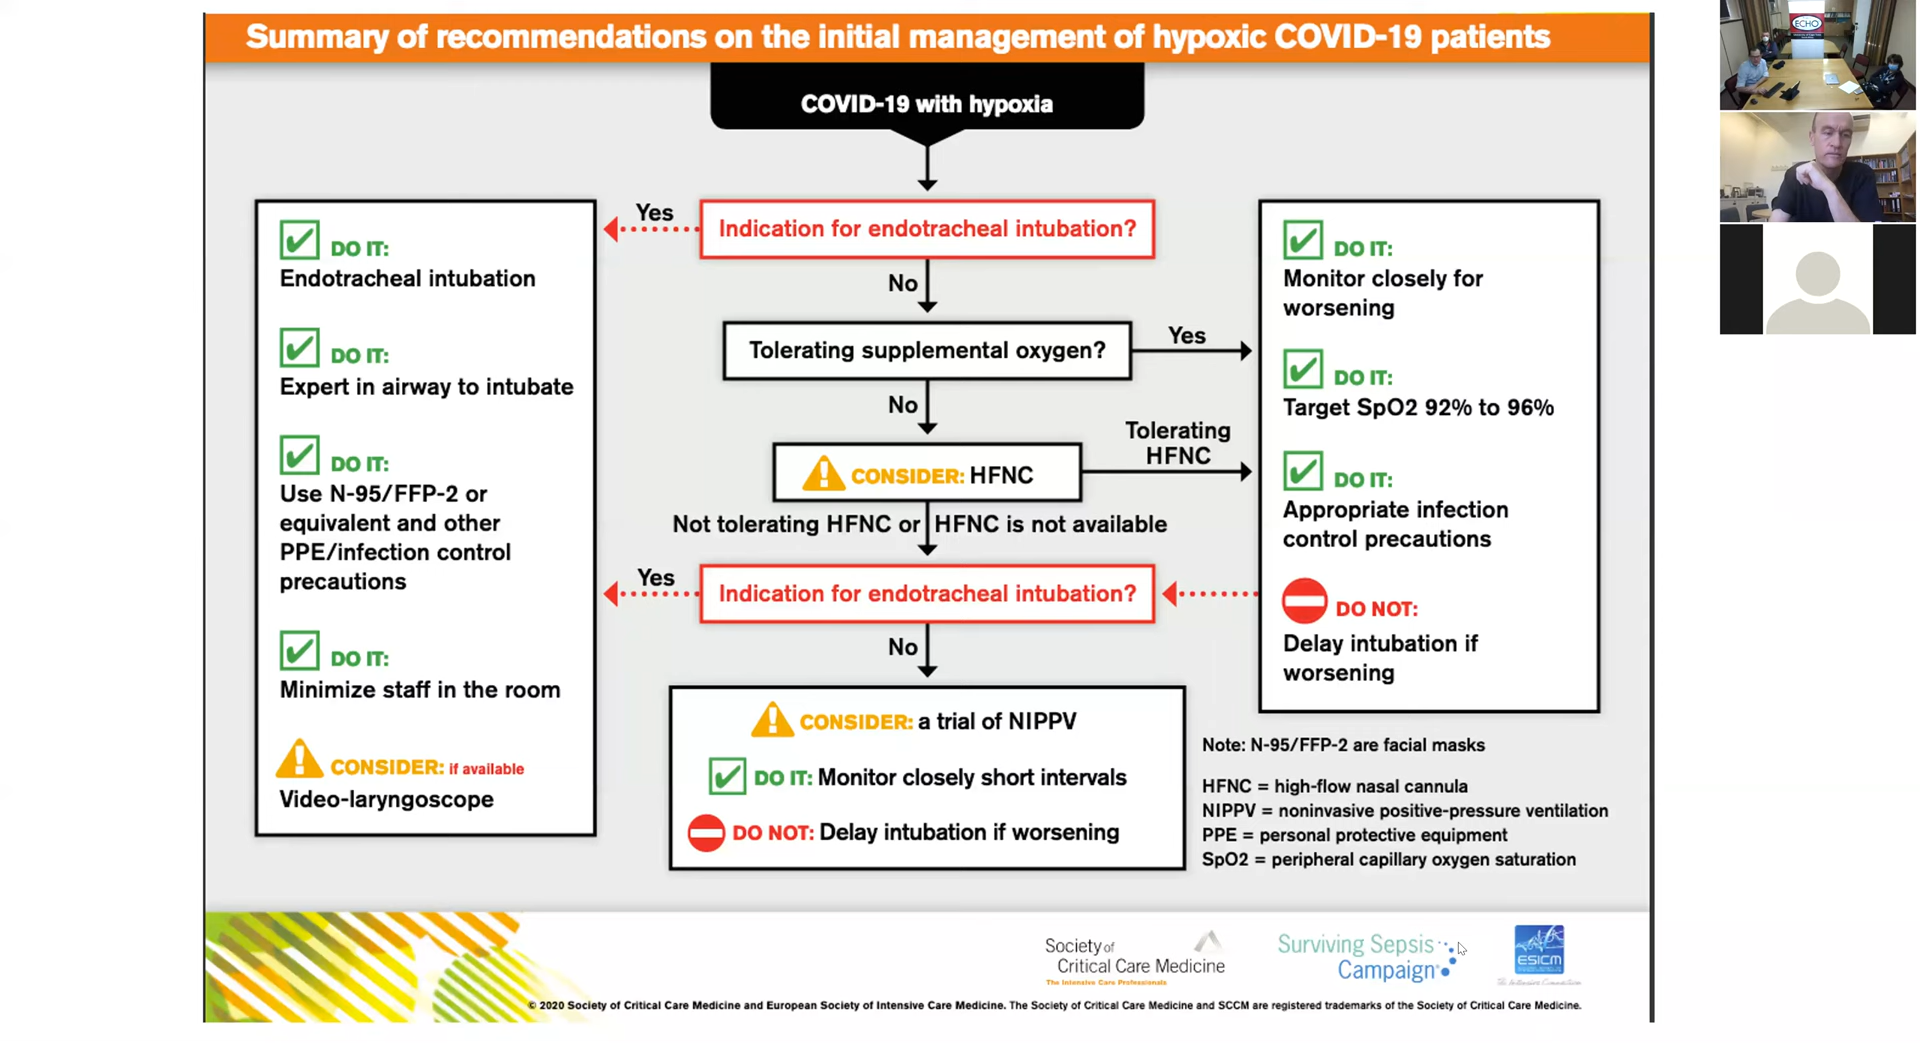 Summary of recommendations on the initial management of hypoxic COVID-19 patients
COVID-19 with hypoxia
Indication for endotracheal intubation?
Yes
No
Tolerating supplemental oxygen?
Yes
No
CONSIDER: HFNC
Tolerating
HFNC
Not tolerating HFNC or HFNC is not available
Indication for endotracheal intubation?
Yes
No
CONSIDER: a trial of NIPPV
DO IT: Monitor closely short intervals
DO NOT: Delay intubation if worsening
DO IT:
Endotracheal intubation
DO IT:
Expert in airway to intubate
DO IT:
Use N-95/FFP-2 or
equivalent and other
PPE/infection control
precautions
DO IT:
Minimize staff in the room
CONSIDER: if available
Video-laryngoscope
DO IT:
Monitor closely for
worsening
DO IT:
Target SpO2 92% to 96%
DO IT:
Appropriate infection
control precautions
DO NOT:
Delay intubation if
worsening
Note: N-95/FFP-2 are facial masks
HFNC = high-flow nasal cannula
NIPPV = noninvasive positive-pressure ventilation
PPE = personal protective equipment
SpO2 = peripheral capillary oxygen saturation
Society of
Critical Care Medicine
The Intensive Care Professionals
Surviving Sepsis
Campaign
ESICM
The Intensive Connection
© 2020 Society of Critical Care Medicine and European Society of Intensive Care Medicine. The Society of Critical Care Medicine and SCCM are registered trademarks of the Society of Critical Care Medicine.
ECHO